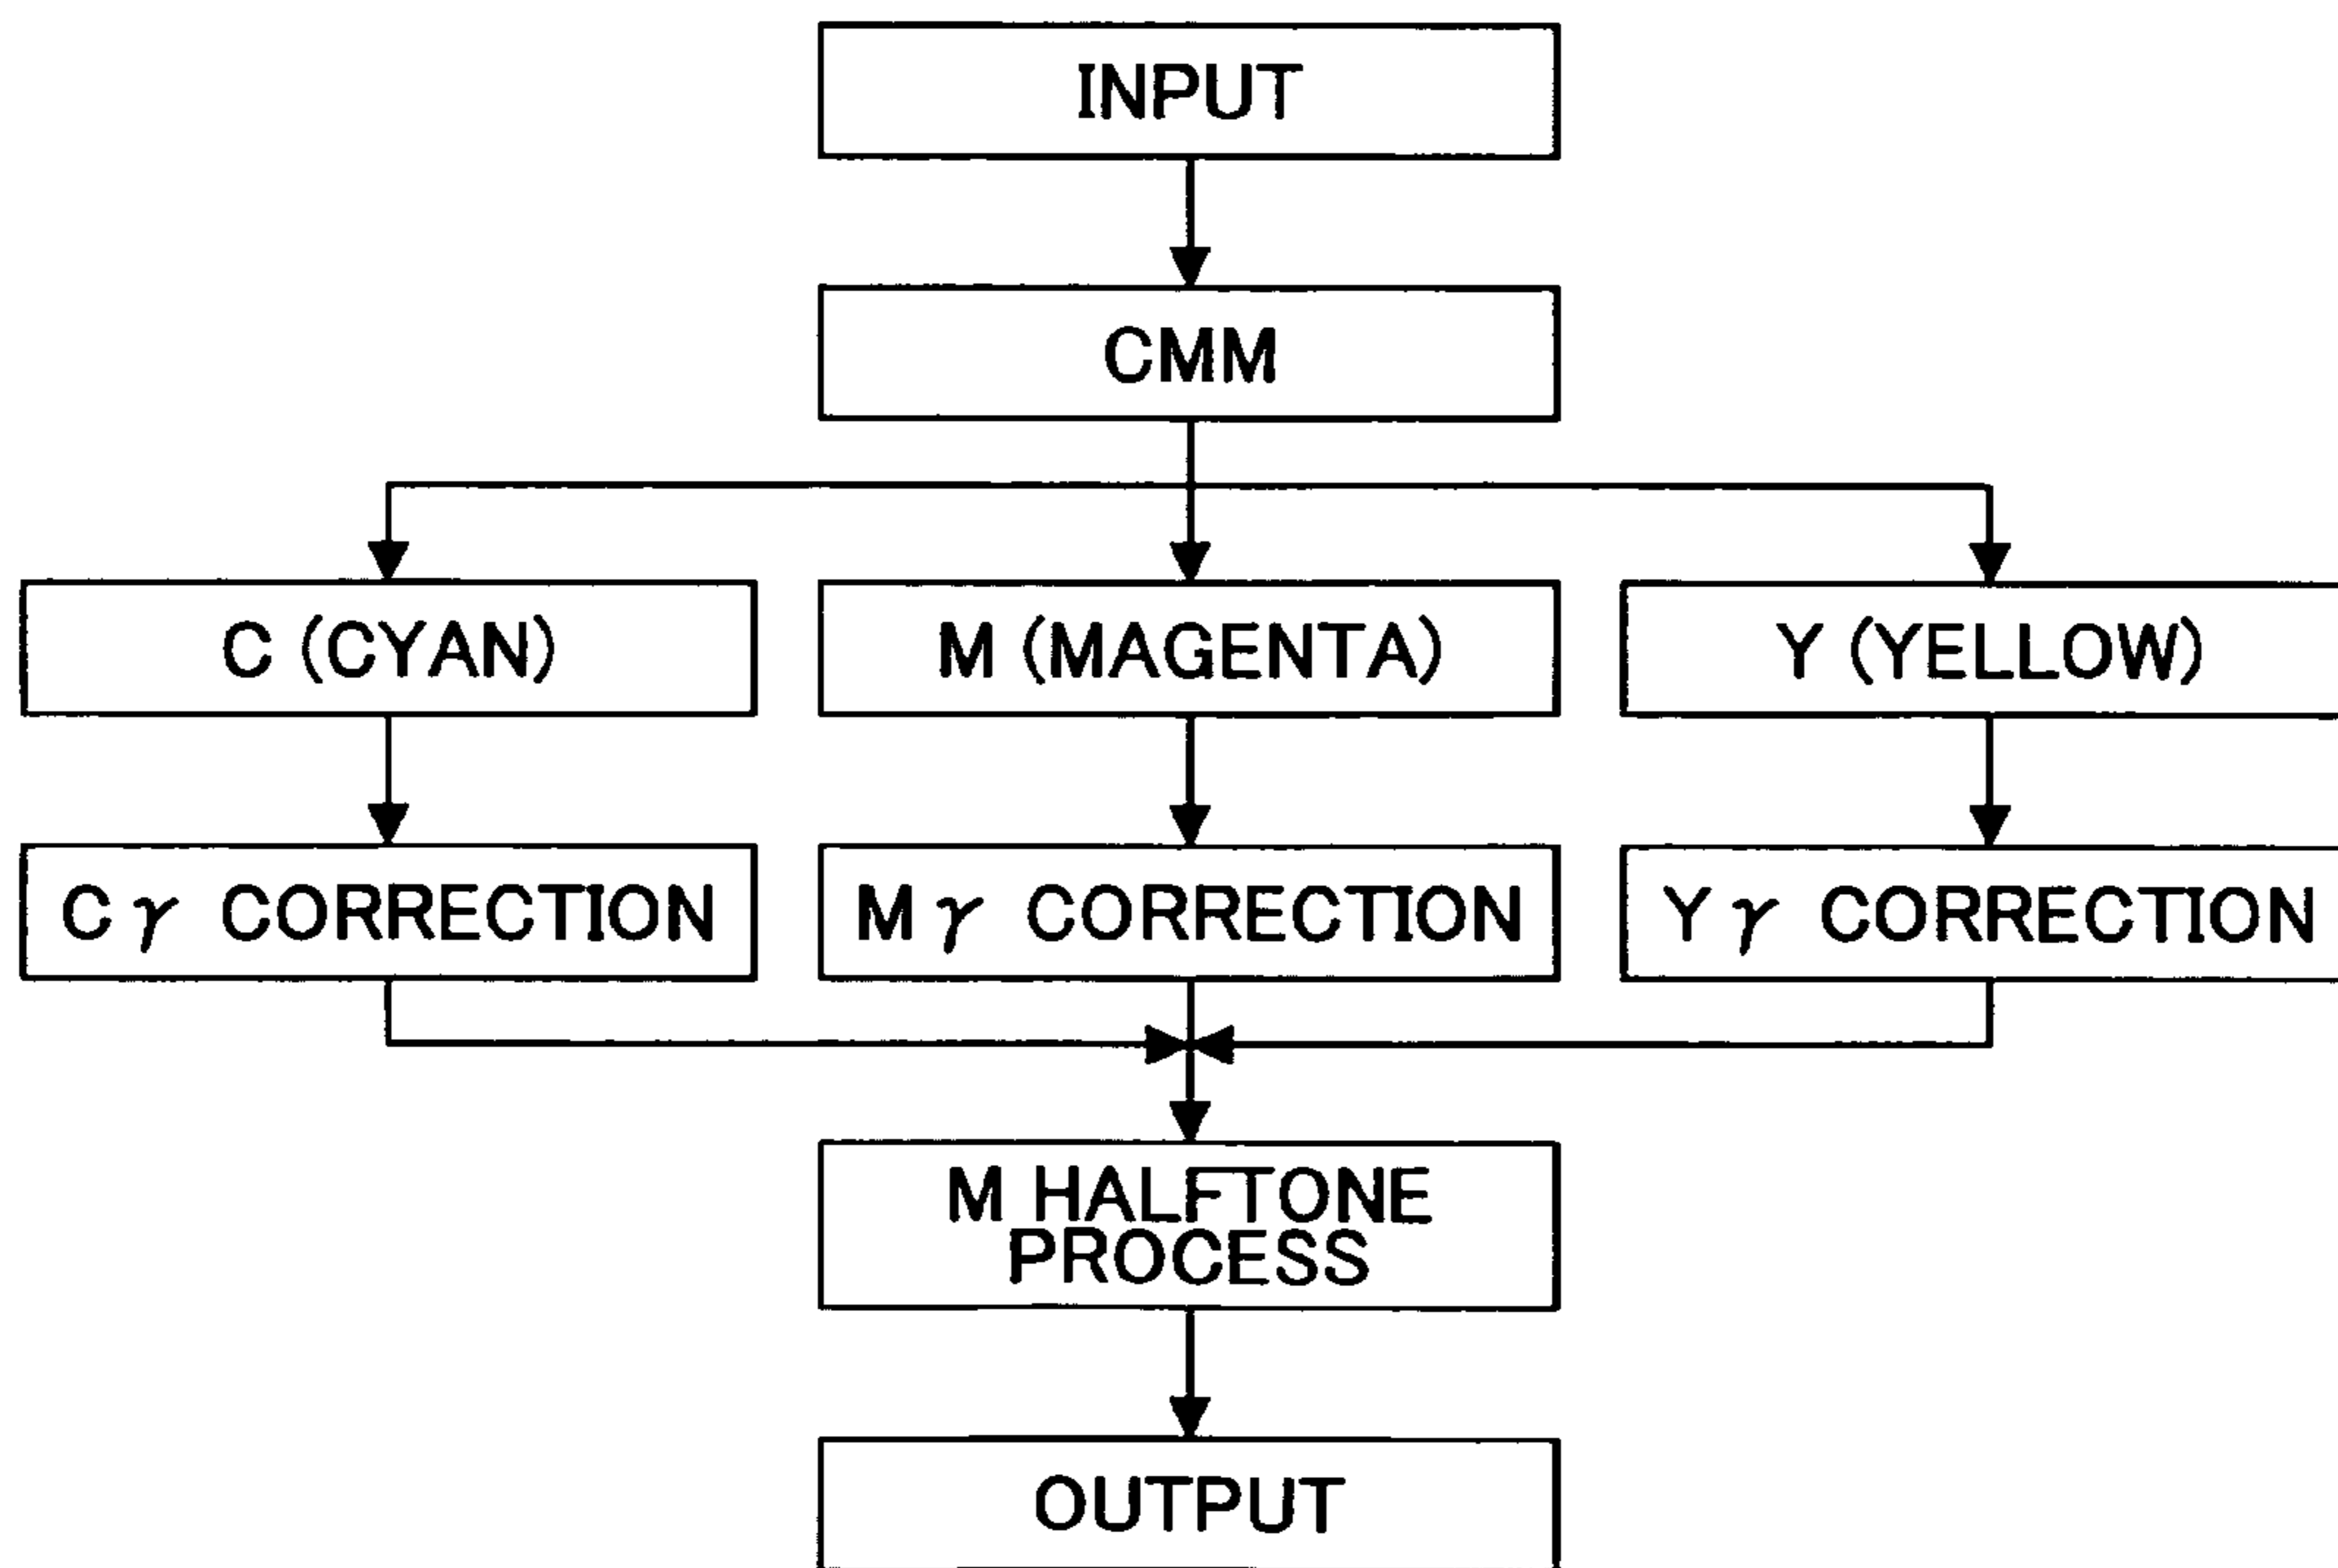 INPUT
CMM
C (CYAN)
M (MAGENTA)
Y (YELLOW)
C γ CORRECTION
M γ CORRECTION
Y γ CORRECTION
M HALFTONE
PROCESS
OUTPUT